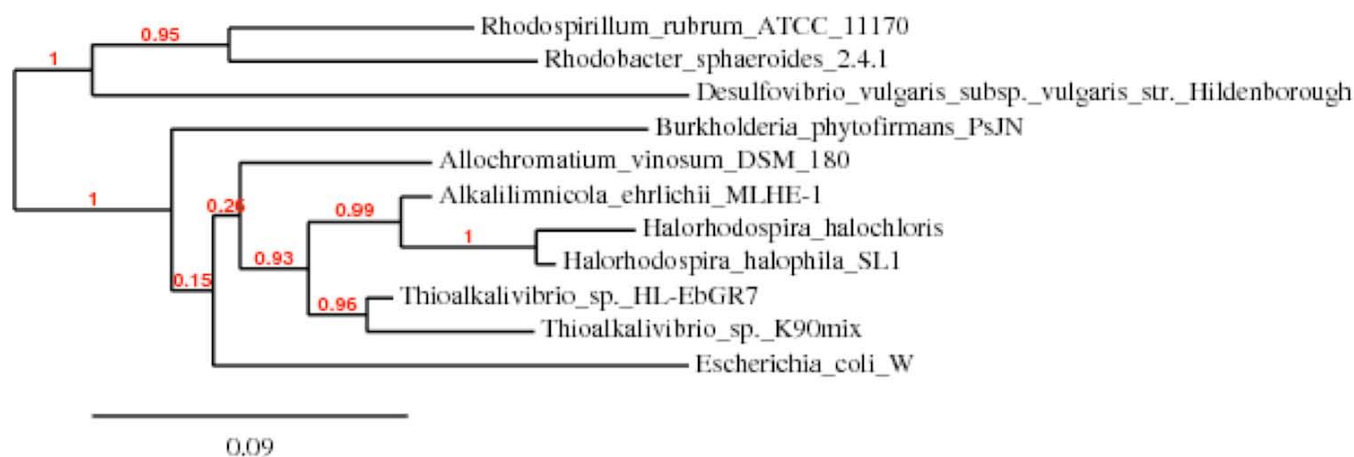 Rhodospirillum_rubrum_ATCC_11170
0.95
Rhodobacter_sphaeroides_2.4.1
1
Desulfovibrio_vulgaris_subsp._vulgaris_str._Hildenborough
Burkholderia_phytofirmans_PsJN
Allochromatium_vinosum_DSM_180
Alkalilimnicola_ehrlichii_MLHE-1
1
0.26
0.99
Halorhodospira_halochloris
1
Halorhodospira_halophila_SL1
0.93
0.15
Thioalkalivibrio_sp._HL-EbGR7
0.96
Thioalkalivibrio_sp._K90mix
Escherichia_coli_W
0.09